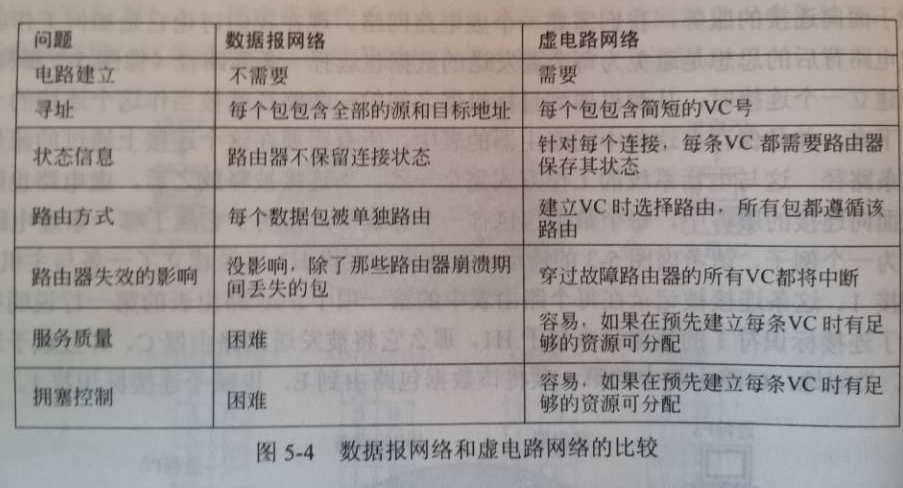 问题 数据报网络 虚电路网络
电路建立 不需要 需要
寻址 每个包包含全部的源和目标地址 每个包包含简短的VC号
状态信息 路由器不保留连接状态 针对每个连接，每条VC 都需要路由器
保存其状态
路由方式 每个数据包被单独路由 建立VC 时选择路由，所有包都遵循该
路由
路由器失效的影响 没影响，除了那些路由器崩溃期
间丢失的包 穿过故障路由器的所有VC都将中断
服务质量 困难 容易，如果在预先建立每条VC 时有足
够的资源可分配
拥塞控制 困难 容易，如果在预先建立每条VC 时有足
够的资源可分配
图 5-4 数据报网络和虚电路网络的比较